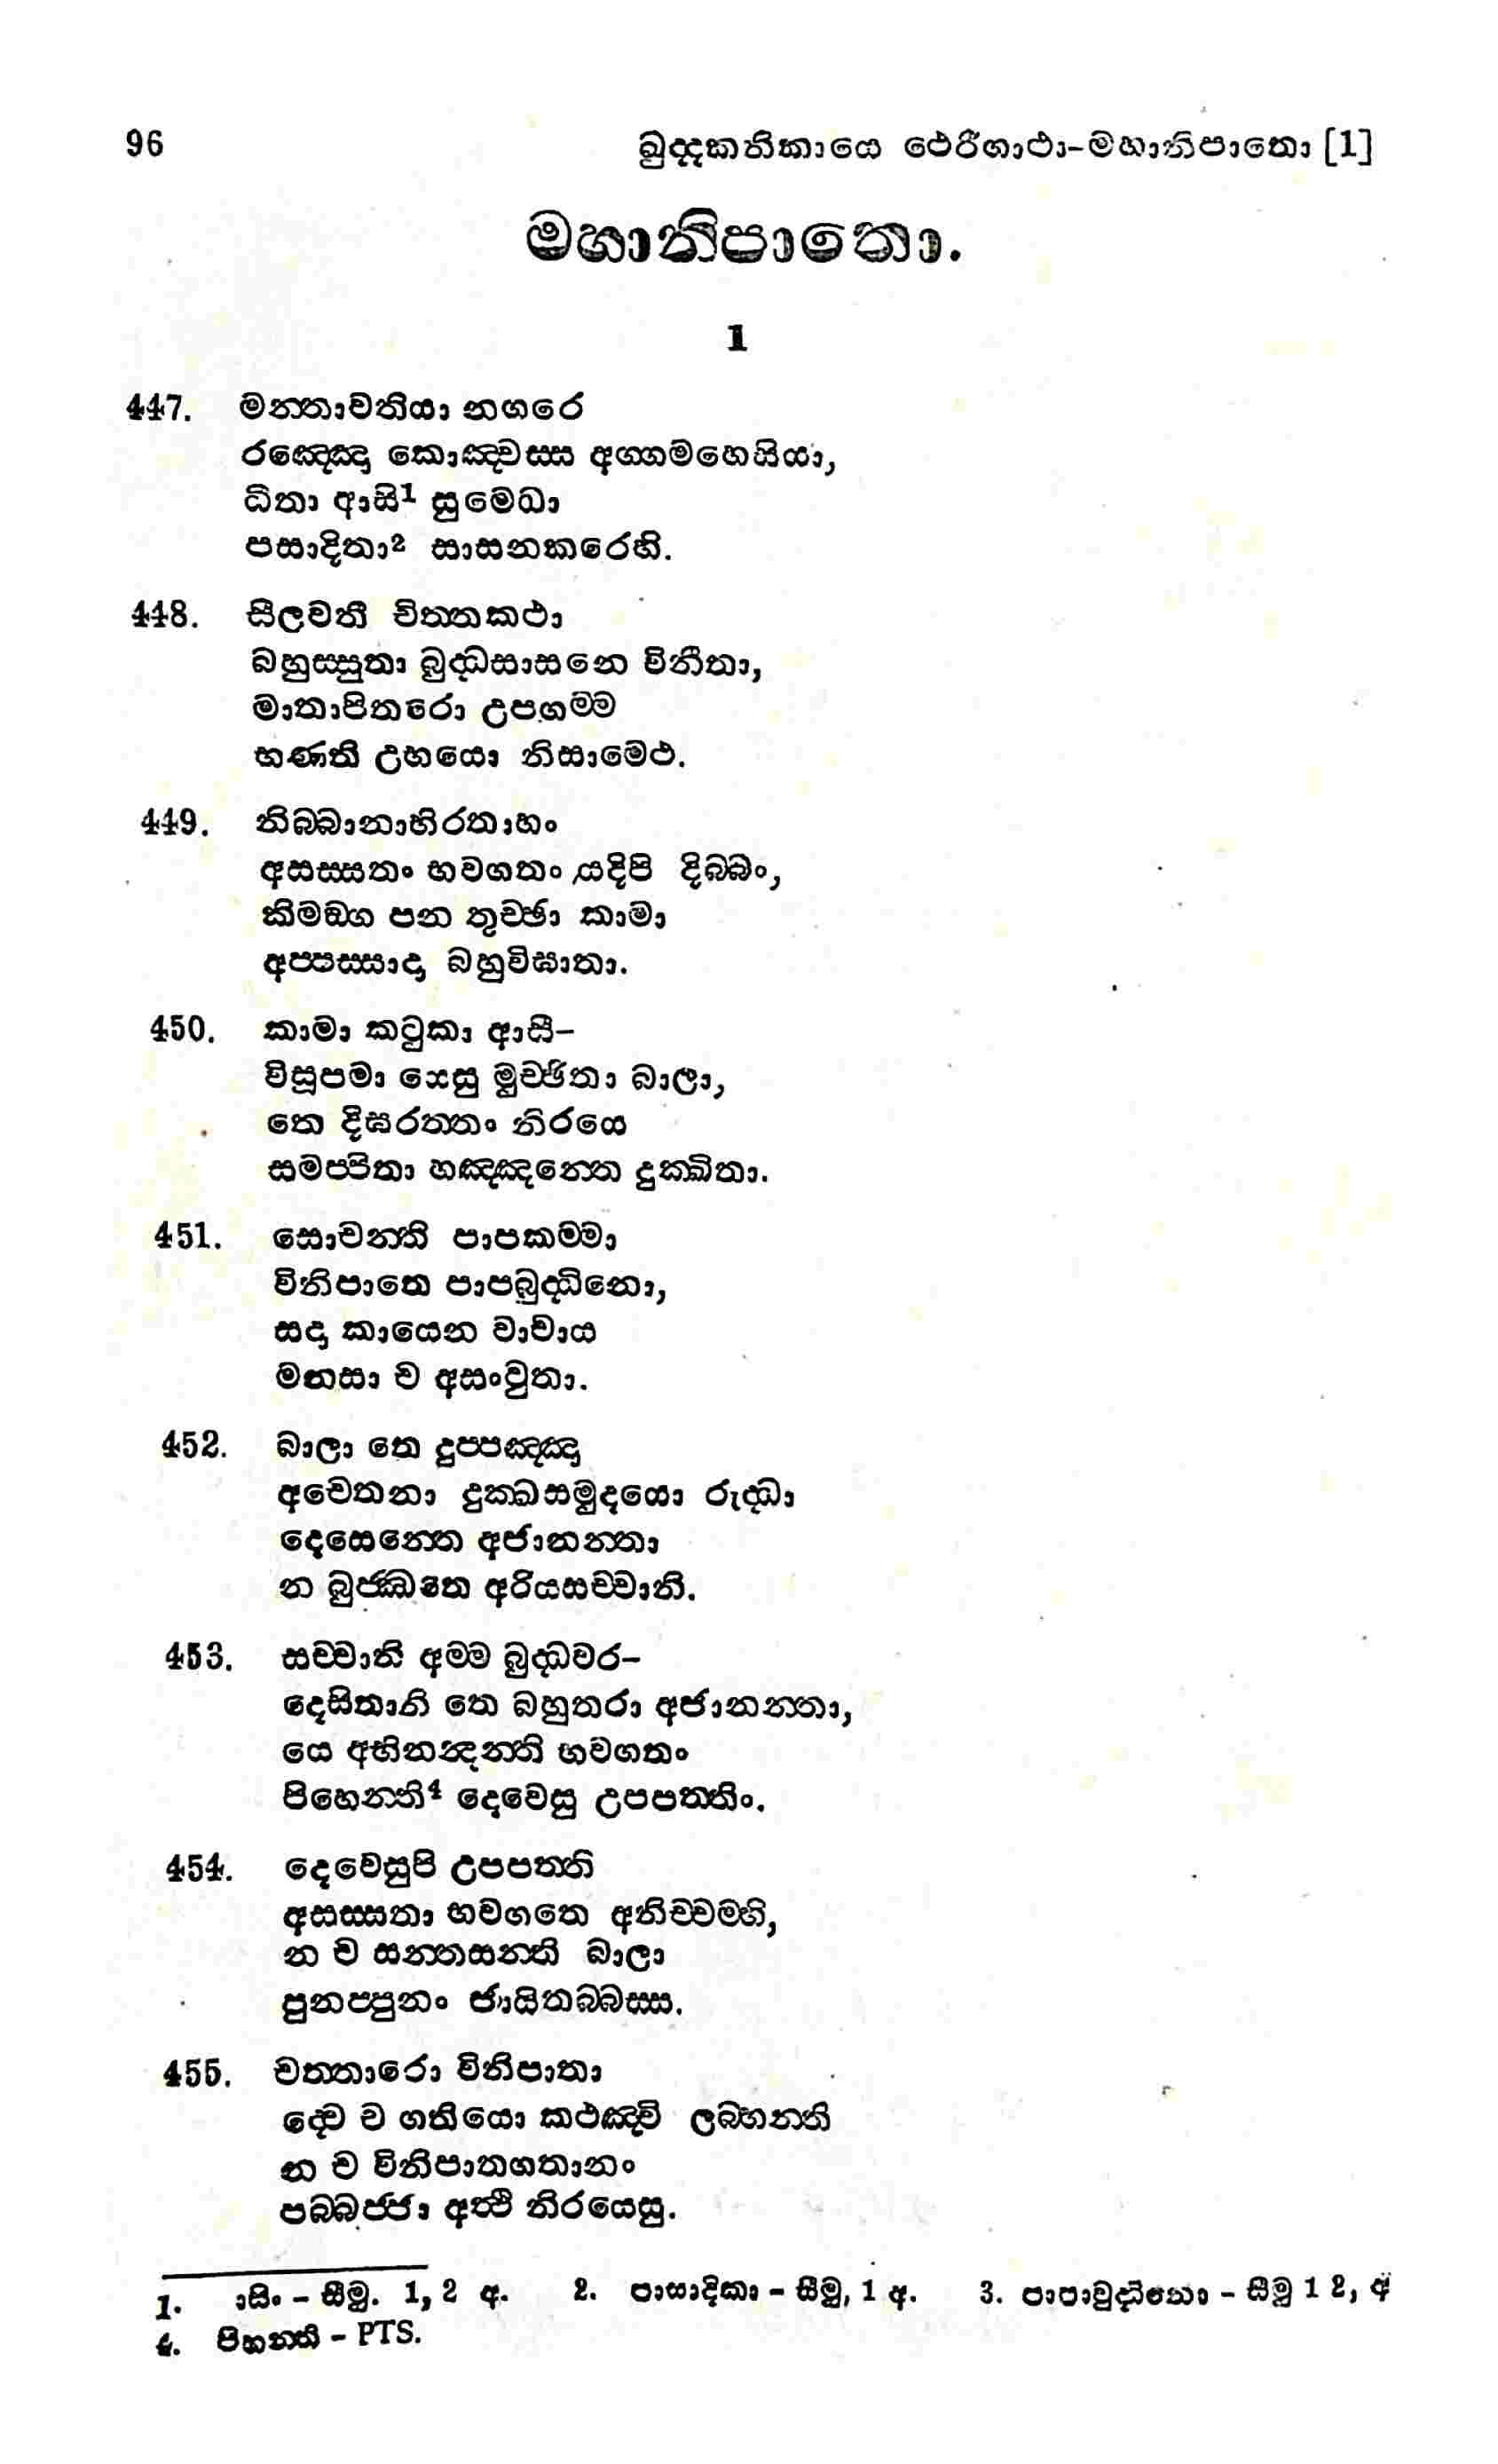 96 ඛුද්දකනිකායෙ ථෙරීගාථා-මහානිපාතො [1]
මහානිපාතො.
1
447. මන්තාවතියා නගරෙ
රඤ්ඤො කොඤ්චස්ස අග්ගමහෙසියා,
ධීතා ආසි1 සුමෙධා
පසාදිතා2 සාසනකරෙහි.
448. සීලවතී චිත්තකථා
බහුස්සුතා බුද්ධසාසනෙ විනීතා,
මාතාපිතරො උපගම්ම
භණති උභයො නිසාමෙථ.
449. නිබ්බානාභිරතාහං
අසස්සතං භවගතං යදිපි දිබ්බං,
කිමඞ්ග පන තුච්ඡා කාමා
අප්පස්සාදා බහුවිඝාතා.
450. කාමා කටුකා ආසී-
විසූපමා යෙසු මුච්ඡිතා බාලා,
තෙ දීඝරත්තං නිරයෙ
සමප්පිතා හඤ්ඤන්තෙ දුක්ඛිතා.
451. සොචන්ති පාපකම්මා
විනිපාතෙ පාපබුද්ධිනො,
සදා කායෙන වාචාය
මනසා ච අසංවුතා.
452. බාලා තෙ දුප්පඤ්ඤා
අචෙතනා දුක්ඛසමුදයො රුද්ධා
දෙසෙන්තෙ අජානන්තා
න බුජ්ඣතෙ අරියසච්චානි.
453. සච්චානි අම්ම බුද්ධවර-
දෙසිතානි තෙ බහුතරා අජානන්තා,
යෙ අභිනන්දන්ති භවගතං
පිහෙන්ති4 දෙවෙසු උපපත්තිං.
454. දෙවෙසුපි උපපත්ති
අසස්සතා භවගතෙ අනිච්චම්හි,
න ච සන්තසන්ති බාලා
පුනප්පුනං ජායිතබ්බස්ස.
455. චත්තාරො විනිපාතා
ද්වෙ ච ගතියො කථඤ්චි ලබ්භන්ති
න ච විනිපාතගතානං
පබ්බජ්ජා අත්ථි නිරයෙසු.
1. ාසිං - සීමු. 1, 2 අ. 2. පාසාදිකා - සීමු, 1 අ. 3. පාපාවුද්ධිනො - සීමු 1 2, අ
4. පිහන්ති - PTS.